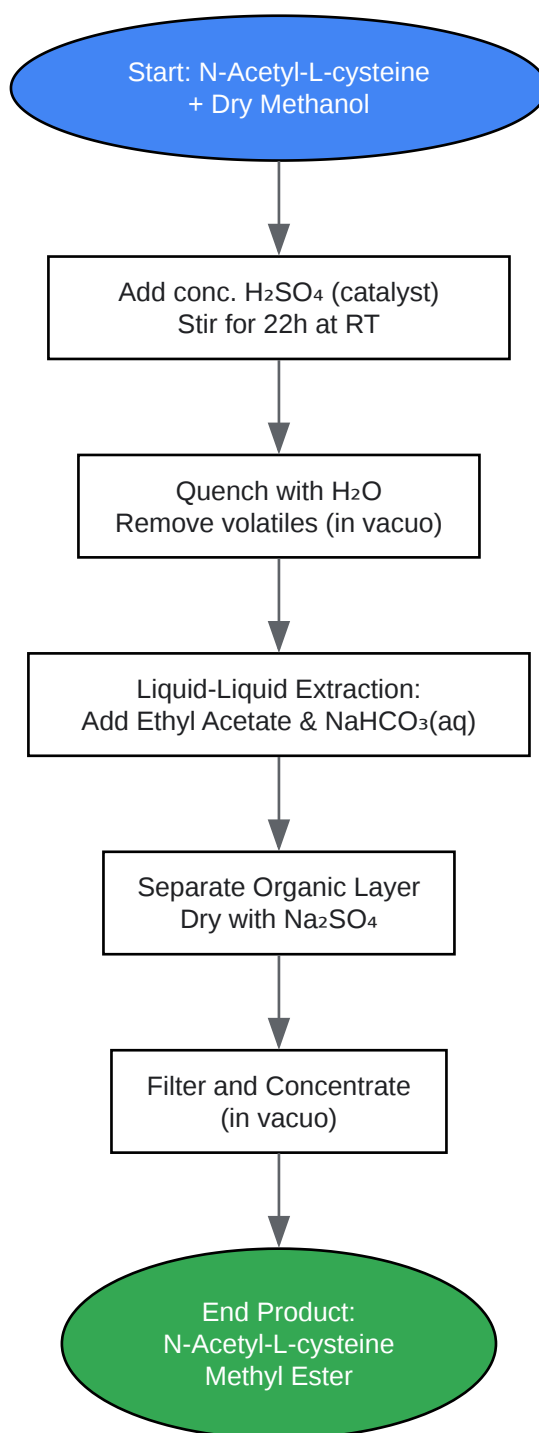 Start: N-Acetyl-L-cysteine
+ Dry Methanol
Add conc. H₂SO₄ (catalyst)
Stir for 22h at RT
Quench with H₂O
Remove volatiles (in vacuo)
Liquid-Liquid Extraction:
Add Ethyl Acetate & NaHCO₃(aq)
Separate Organic Layer
Dry with Na₂SO₄
Filter and Concentrate
(in vacuo)
End Product:
N-Acetyl-L-cysteine
Methyl Ester